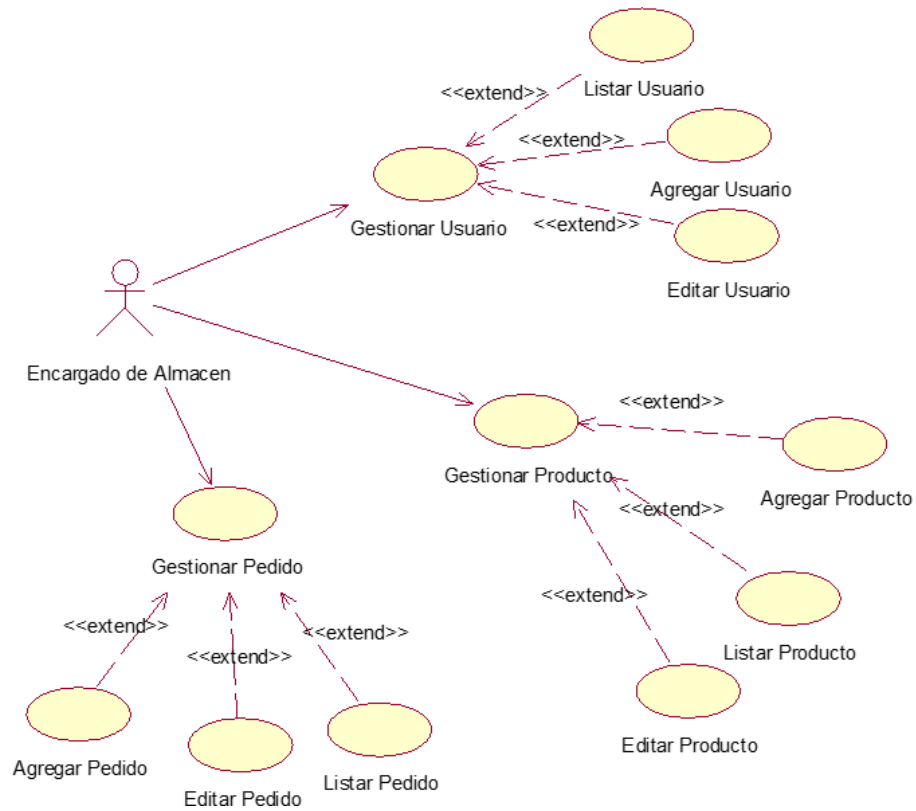 Listar Usuario
<<extend>>
<<extend>>
Agregar Usuario
Gestionar Usuario
<<extend>>
Editar Usuario
Encargado de Almacen
<<extend>>
Gestionar Producto
Agregar Producto
<<extend>>
Gestionar Pedido
<<extend>>
<<extend>>
<<extend>>
<<extend>>
Listar Producto
Editar Producto
Agregar Pedido
Listar Pedido
Editar Pedido